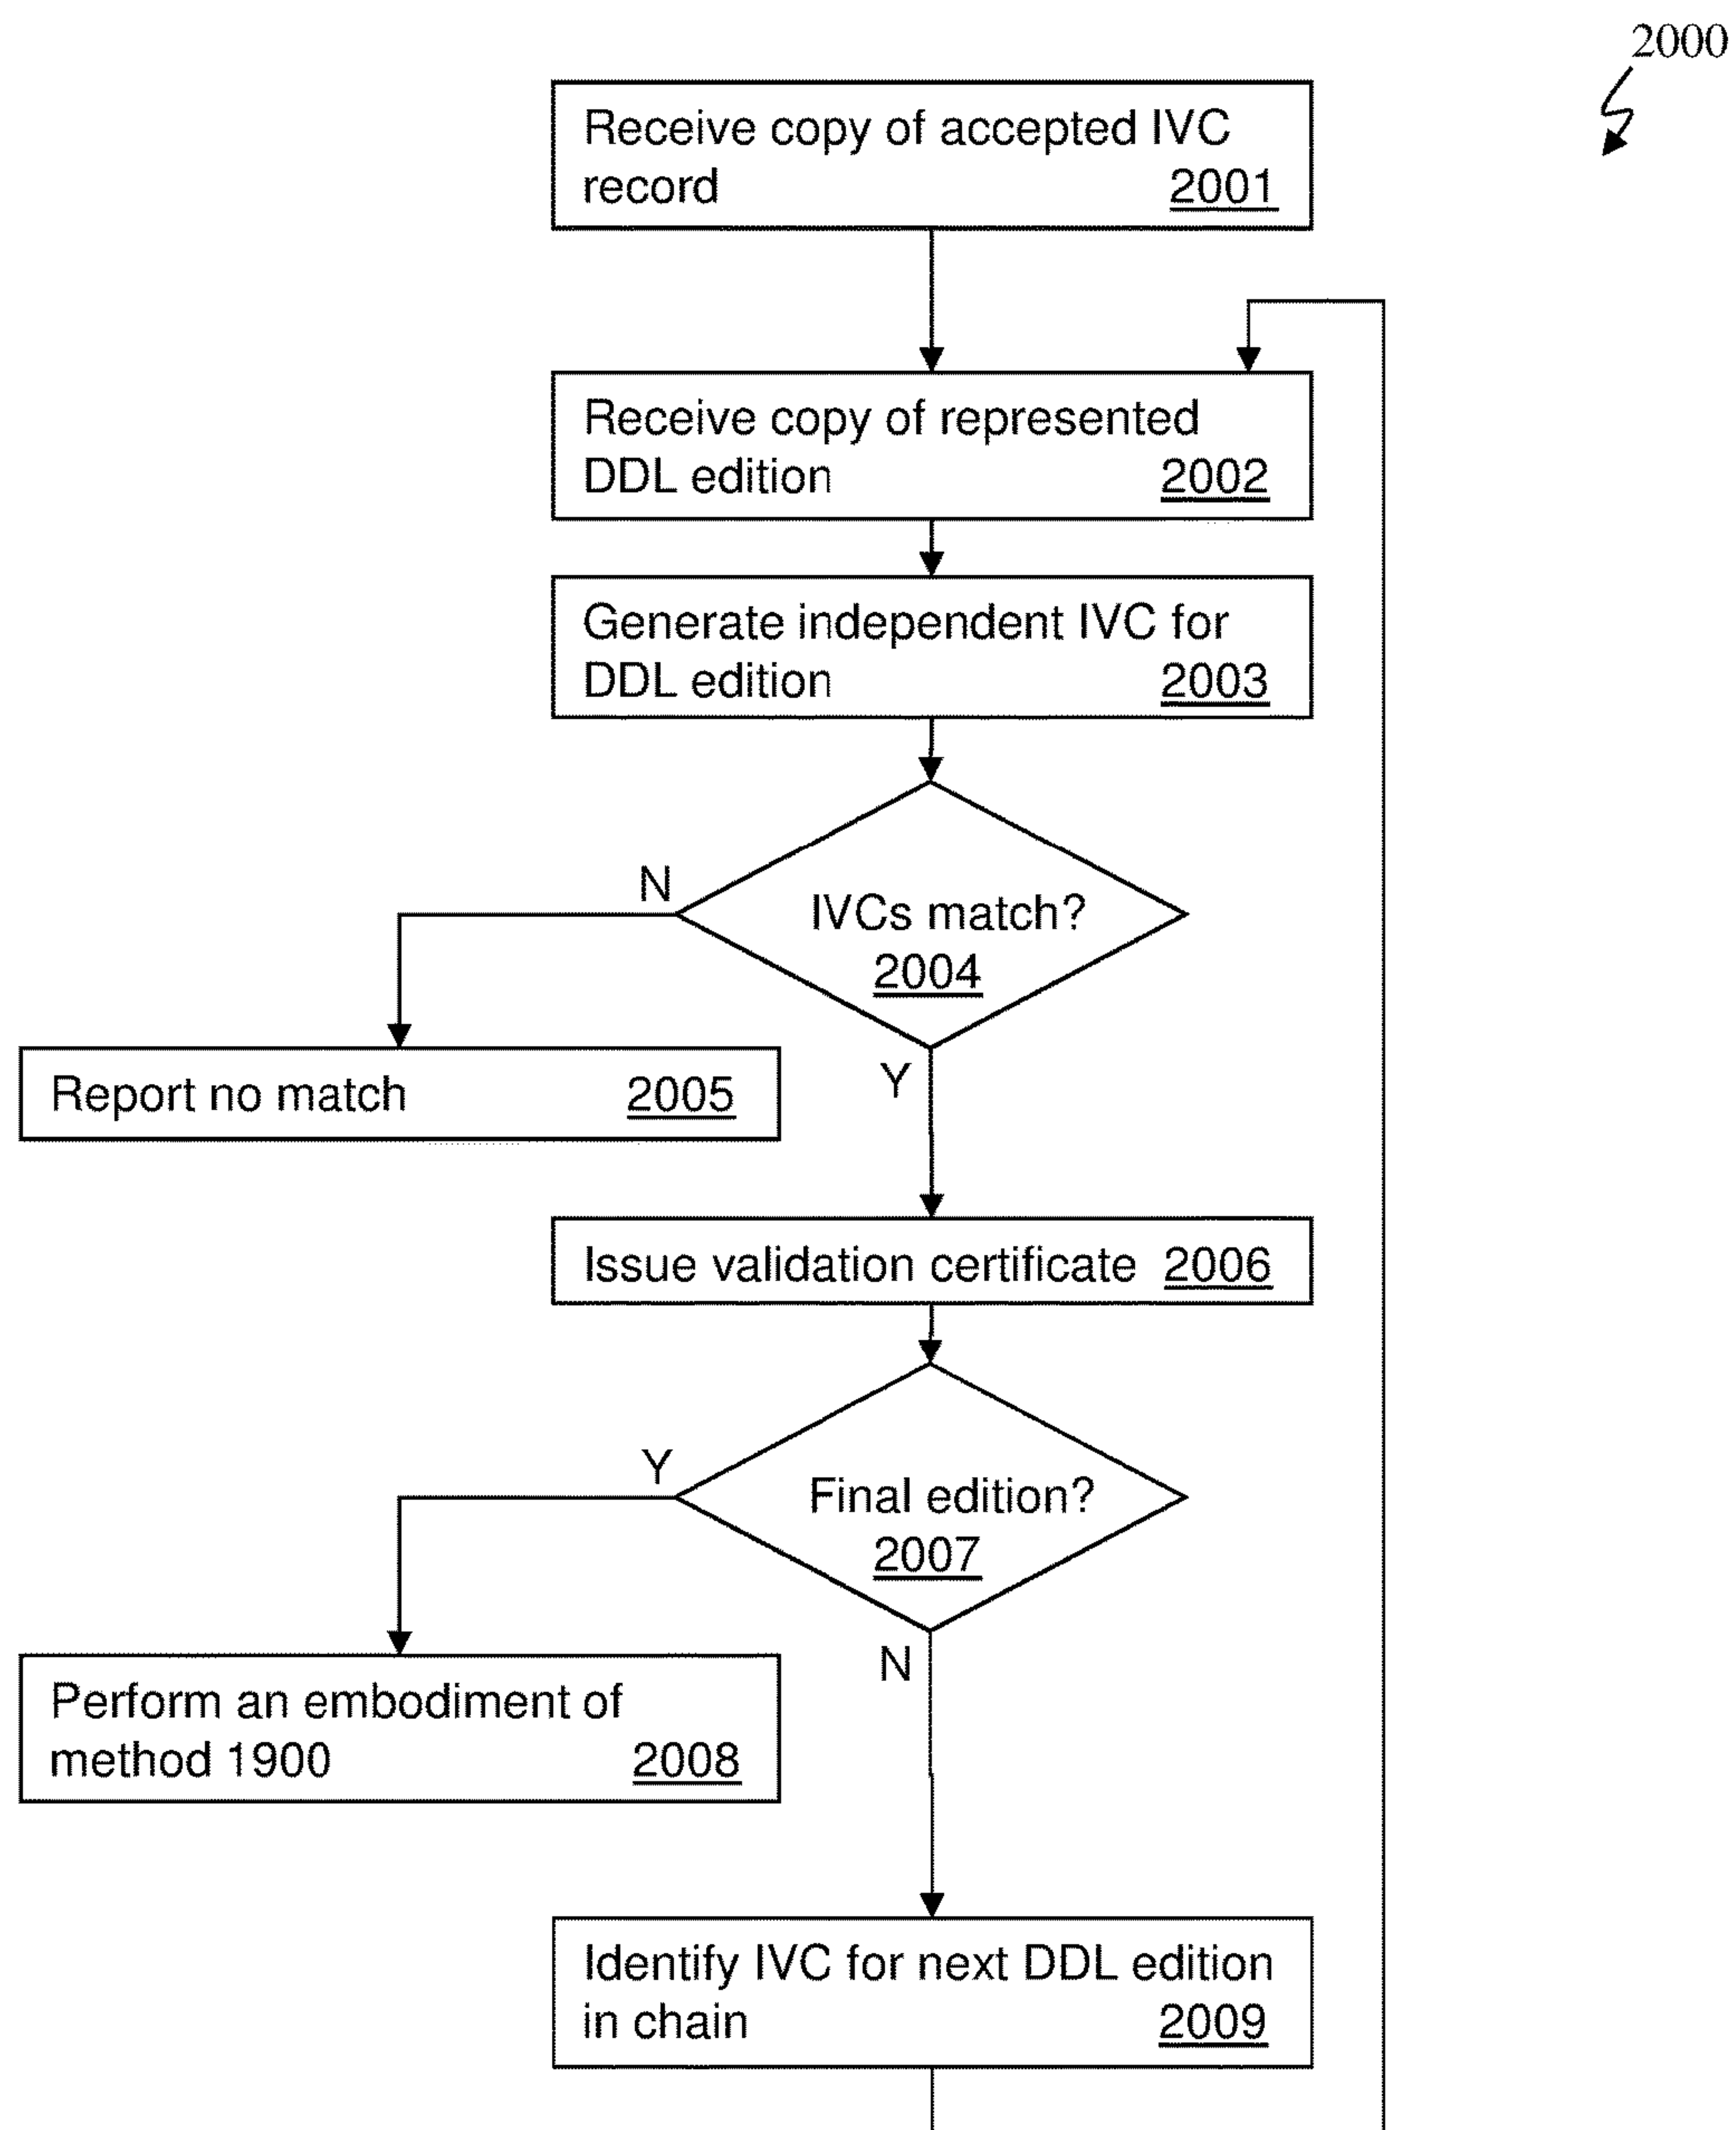 2000
Receive copy of accepted IVC
record 2001
Receive copy of represented
DDL edition 2002
Generate independent IVC for
DDL edition 2003
N
IVCs match?
2004
Report no match 2005
Y
Issue validation certificate 2006
Y
Final edition?
2007
N
Perform an embodiment of
method 1900 2008
Identify IVC for next DDL edition
in chain 2009